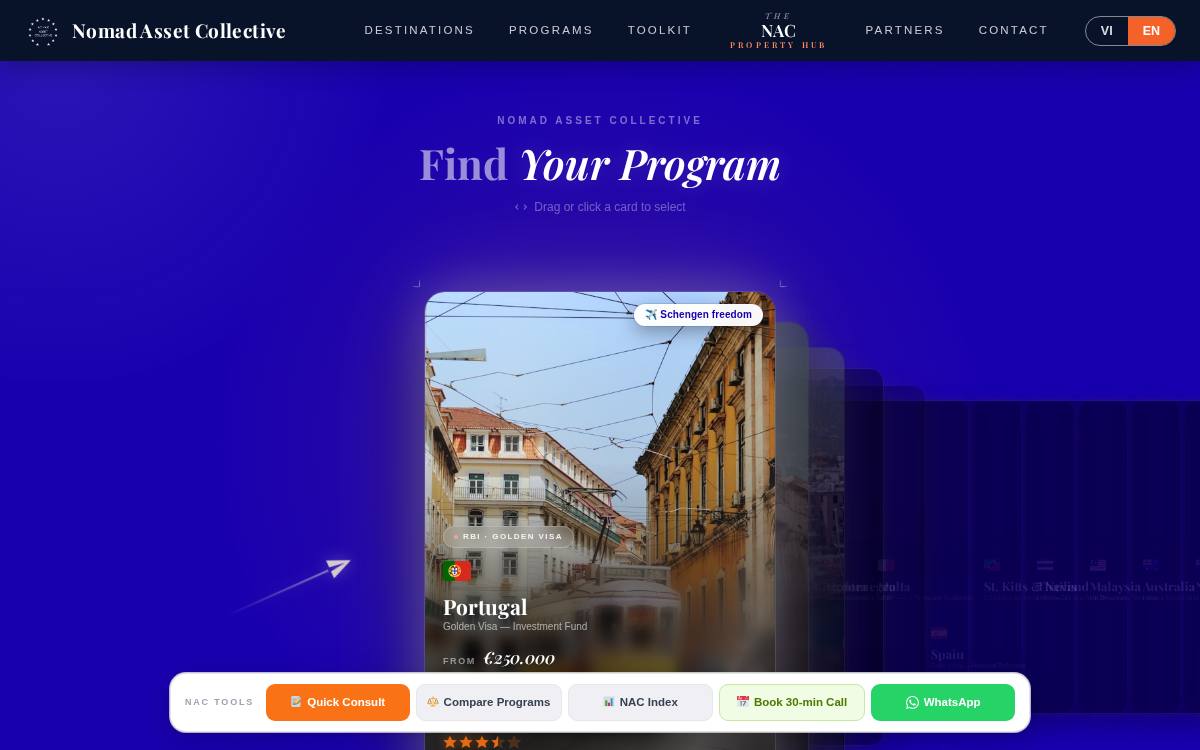 Nomad Asset Collective
DESTINATIONS
PROGRAMS
TOOLKIT
THE
NAC
PROPERTY HUB
PARTNERS
CONTACT
VI
EN
NOMAD ASSET COLLECTIVE
Find Your Program
‹ › Drag or click a card to select
✈️ Schengen freedom
RBI · GOLDEN VISA
Portugal
Golden Visa — Investment Fund
FROM €250.000
St. Kitts & Nevis
Malaysia
Australia
Spain
NAC TOOLS
Quick Consult
Compare Programs
NAC Index
Book 30-min Call
WhatsApp